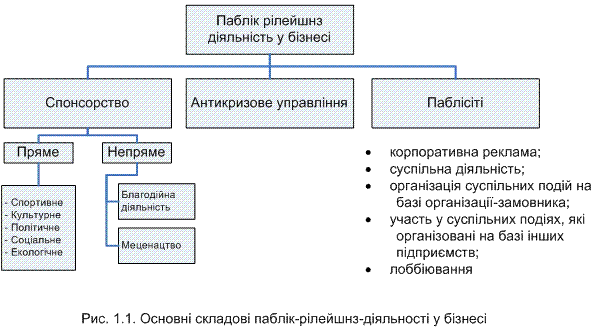 Паблік рілейшнз
діяльність у бізнесі
Спонсорство
Антикризове управління
Пабліcіті
Пряме
Непряме
- Спортивне
- Культурне
- Політичне
- Соціальне
- Екологічне
Благодійна
діяльність
Меценацтво
• корпоративна реклама;
• суспільна діяльність;
• організація суспільних подій на
базі організації-замовника;
• участь у суспільних подіях, які
організовані на базі інших
підприємств;
• лоббіювання
Рис. 1.1. Основні складові паблік-рілейшнз-діяльності у бізнесі